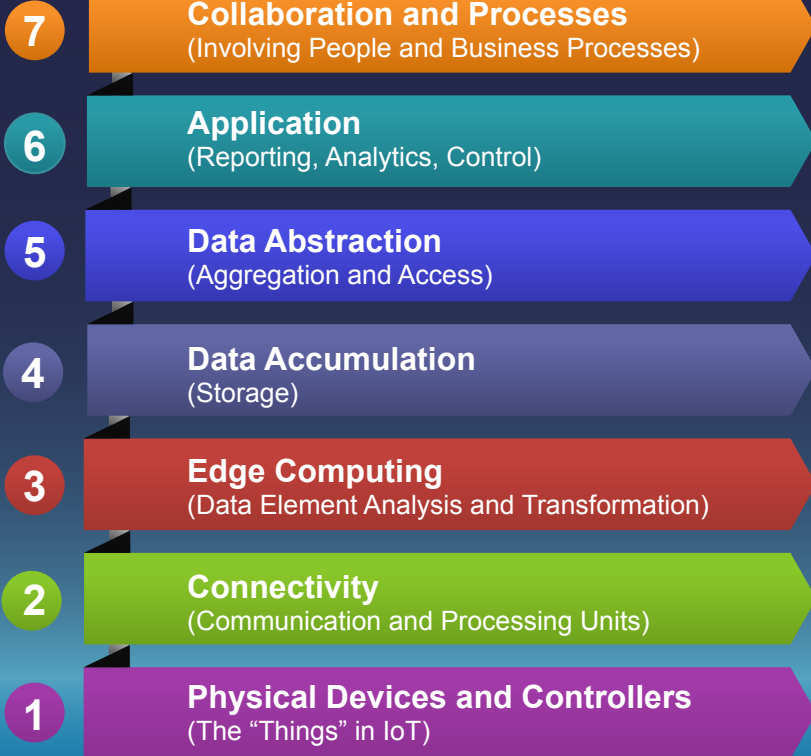 7
Collaboration and Processes
(Involving People and Business Processes)
6
Application
(Reporting, Analytics, Control)
5
Data Abstraction
(Aggregation and Access)
4
Data Accumulation
(Storage)
3
Edge Computing
(Data Element Analysis and Transformation)
2
Connectivity
(Communication and Processing Units)
1
Physical Devices and Controllers
(The “Things” in IoT)